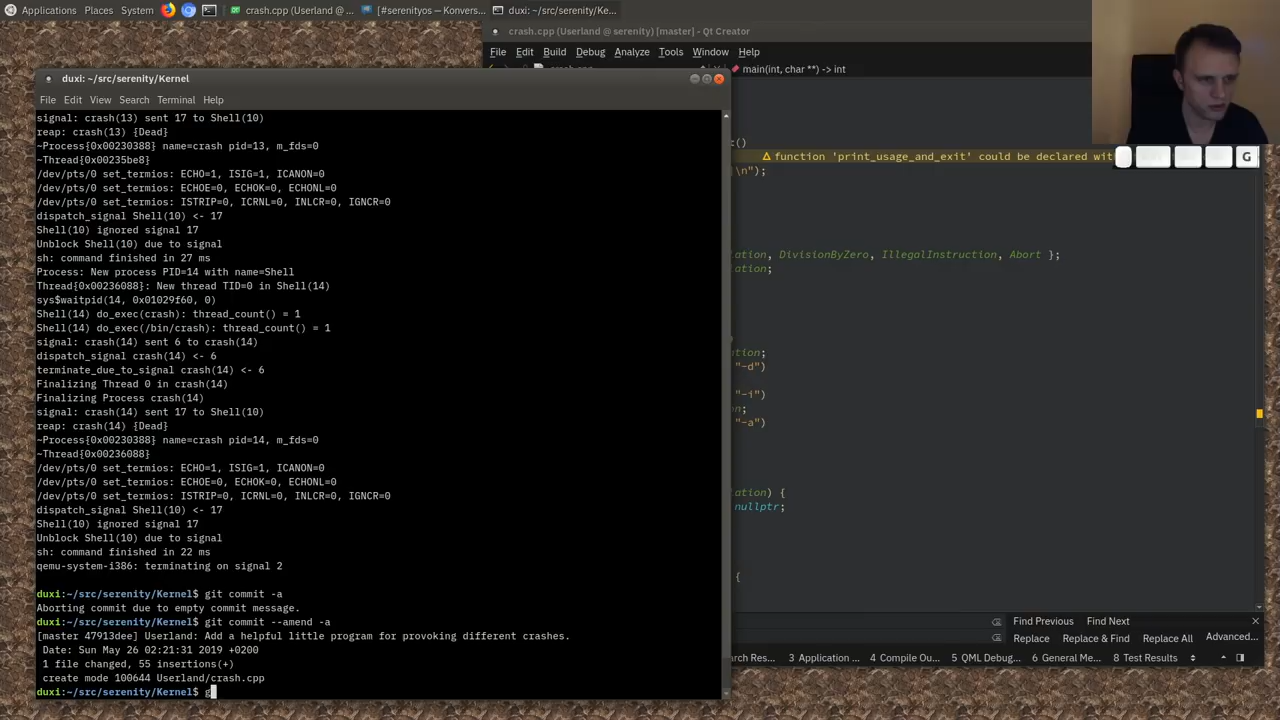 Applications Places System crash.cpp (Userland @ ... [#serenityos – Konvers... duxi: ~/src/serenity/Ke...
crash.cpp (Userland @ serenity) [master] - Qt Creator
File Edit Build Debug Analyze Tools Window Help
main(int, char **) -> int
duxi: ~/src/serenity/Kernel
File Edit View Search Terminal Help
signal: crash(13) sent 17 to Shell(10)
reap: crash(13) {Dead}
~Process{0x00230388} name=crash pid=13, m_fds=0
~Thread{0x00235be8}
/dev/pts/0 set_termios: ECHO=1, ISIG=1, ICANON=0
/dev/pts/0 set_termios: ECHOE=0, ECHOK=0, ECHONL=0
/dev/pts/0 set_termios: ISTRIP=0, ICRNL=0, INLCR=0, IGNCR=0
dispatch_signal Shell(10) <- 17
Shell(10) ignored signal 17
Unblock Shell(10) due to signal
sh: command finished in 27 ms
Process: New process PID=14 with name=Shell
Thread{0x00236088}: New thread TID=0 in Shell(14)
sys$waitpid(14, 0x01029f60, 0)
Shell(14) do_exec(crash): thread_count() = 1
Shell(14) do_exec(/bin/crash): thread_count() = 1
signal: crash(14) sent 6 to crash(14)
dispatch_signal crash(14) <- 6
terminate_due_to_signal crash(14) <- 6
Finalizing Thread 0 in crash(14)
Finalizing Process crash(14)
signal: crash(14) sent 17 to Shell(10)
reap: crash(14) {Dead}
~Process{0x00230388} name=crash pid=14, m_fds=0
~Thread{0x00236088}
/dev/pts/0 set_termios: ECHO=1, ISIG=1, ICANON=0
/dev/pts/0 set_termios: ECHOE=0, ECHOK=0, ECHONL=0
/dev/pts/0 set_termios: ISTRIP=0, ICRNL=0, INLCR=0, IGNCR=0
dispatch_signal Shell(10) <- 17
Shell(10) ignored signal 17
Unblock Shell(10) due to signal
sh: command finished in 22 ms
qemu-system-i386: terminating on signal 2
duxi:~/src/serenity/Kernel$ git commit -a
Aborting commit due to empty commit message.
duxi:~/src/serenity/Kernel$ git commit --amend -a
[master 47913dee] Userland: Add a helpful little program for provoking different crashes.
Date: Sun May 26 02:21:31 2019 +0200
1 file changed, 55 insertions(+)
create mode 100644 Userland/crash.cpp
duxi:~/src/serenity/Kernel$ g
()
function 'print_usage_and_exit' could be declared wit
|\n");
lation, DivisionByZero, IllegalInstruction, Abort };
lation;
ation;
"-d")
"-i")
on;
"-a")
lation) {
nullptr;
{
Find Previous Find Next
Replace Replace & Find Replace All Advanced...
arch Res... 3 Application ... 4 Compile Out... 5 QML Debug... 6 General Me... 8 Test Results
G